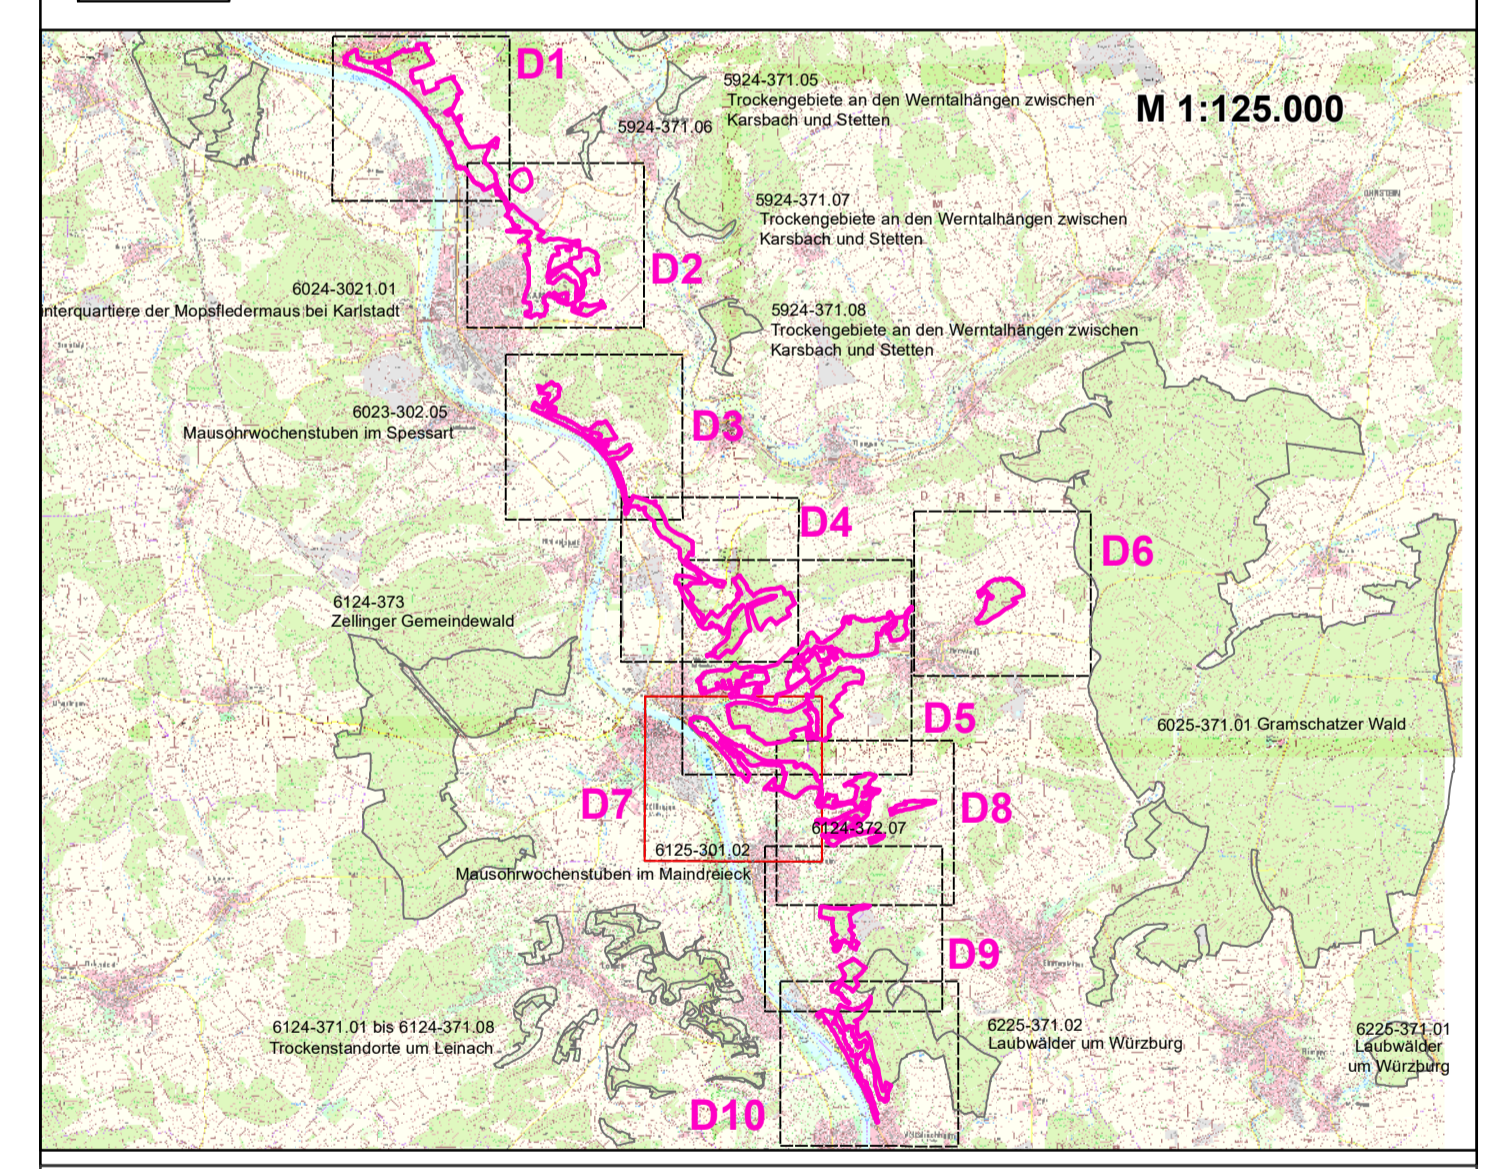 D1
5924-371.05
Trockengebiete an den Werntalhängen zwischen
Karsbach und Stetten
M 1:125.000
5924-371.06
5924-371.07
Trockengebiete an den Werntalhängen zwischen
Karsbach und Stetten
D2
6024-3021.01
nterquartiere der Mopsfledermaus bei Karlstadt
5924-371.08
Trockengebiete an den Werntalhängen zwischen
Karsbach und Stetten
6023-302.05
Mausohrwochenstuben im Spessart
D3
D4
D6
6124-373
Zellinger Gemeindewald
D5
6025-371.01 Gramschatzer Wald
D7
D8
6124-372.07
6125-301.02
Mausohrwochenstuben im Maindreieck
D9
6124-371.01 bis 6124-371.08
Trockenstandorte um Leinach
6225-371.02
Laubwälder um Würzburg
6225-371.01
Laubwälder
um Würzburg
D10